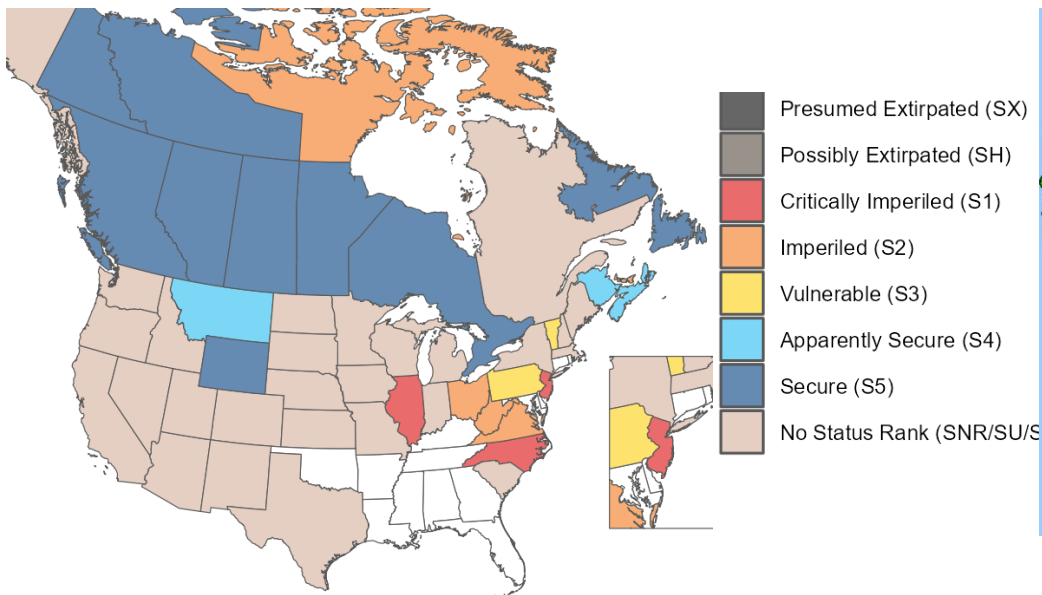 Presumed Extirpated (SX)
Possibly Extirpated (SH)
Critically Imperiled (S1)
Imperiled (S2)
Vulnerable (S3)
Apparently Secure (S4)
Secure (S5)
No Status Rank (SNR/SU/S